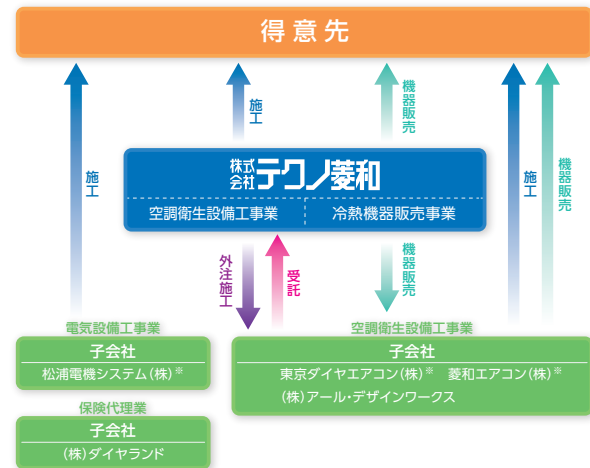 得意先
施工
施工
機器販売
施工
機器販売
株式会社テクノ菱和
空調衛生設備工事業
冷熱機器販売事業
外注施工
受託
機器販売
電気設備工事業
子会社
松浦電機システム(株)※
保険代理業
子会社
(株)ダイヤランド
空調衛生設備工事業
子会社
東京ダイヤエアコン(株)※ 菱和エアコン(株)※
(株)アール・デザインワークス